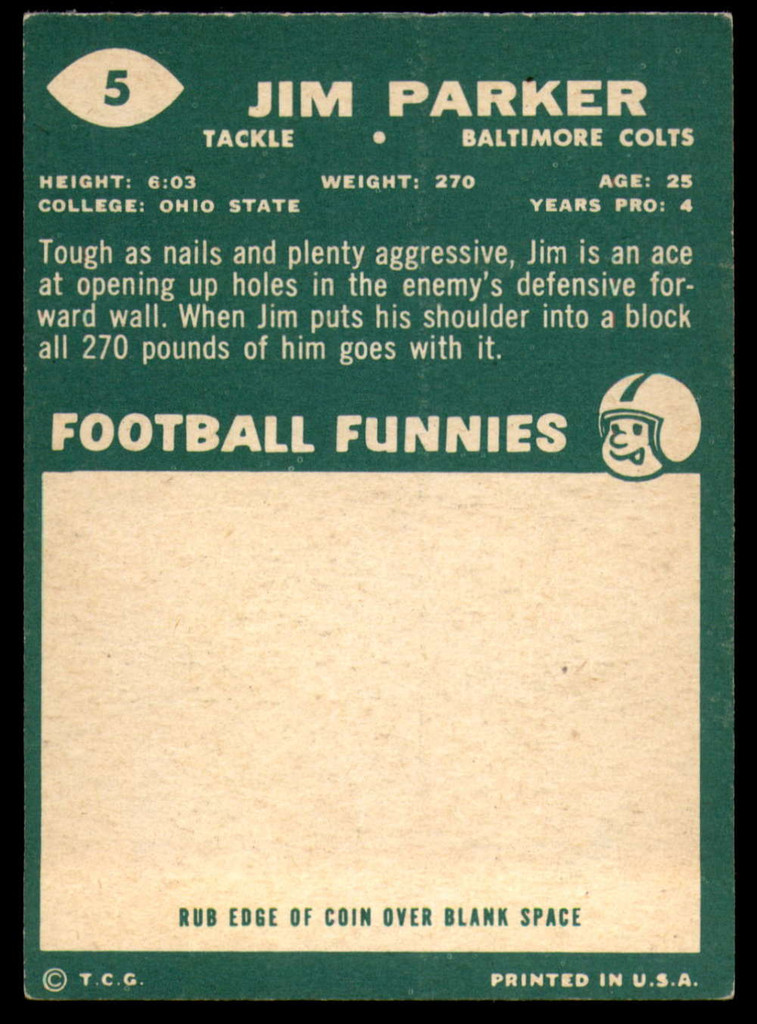 5
JIM PARKER
TACKLE • BALTIMORE COLTS
HEIGHT: 6:03 WEIGHT: 270 AGE: 25
COLLEGE: OHIO STATE YEARS PRO: 4
Tough as nails and plenty aggressive, Jim is an ace
at opening up holes in the enemy's defensive for-
ward wall. When Jim puts his shoulder into a block
all 270 pounds of him goes with it.
FOOTBALL FUNNIES
RUB EDGE OF COIN OVER BLANK SPACE
© T.C.G. PRINTED IN U.S.A.